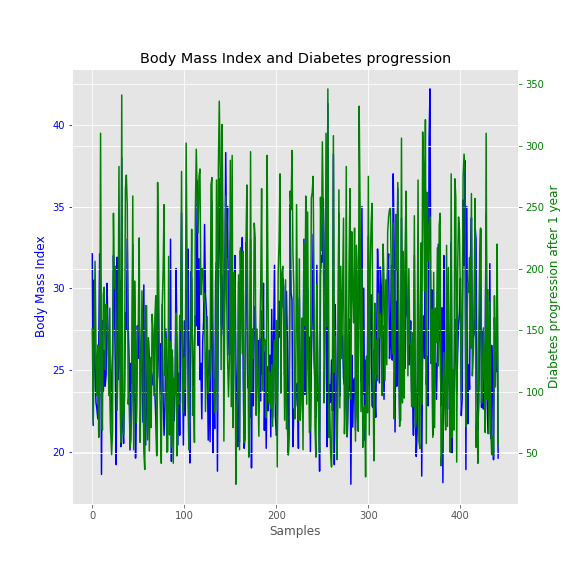 Body Mass Index and Diabetes progression
40
35
30
25
20
Body Mass Index
350
300
250
200
150
100
50
Diabetes progression after 1 year
0 100 200 300 400
Samples